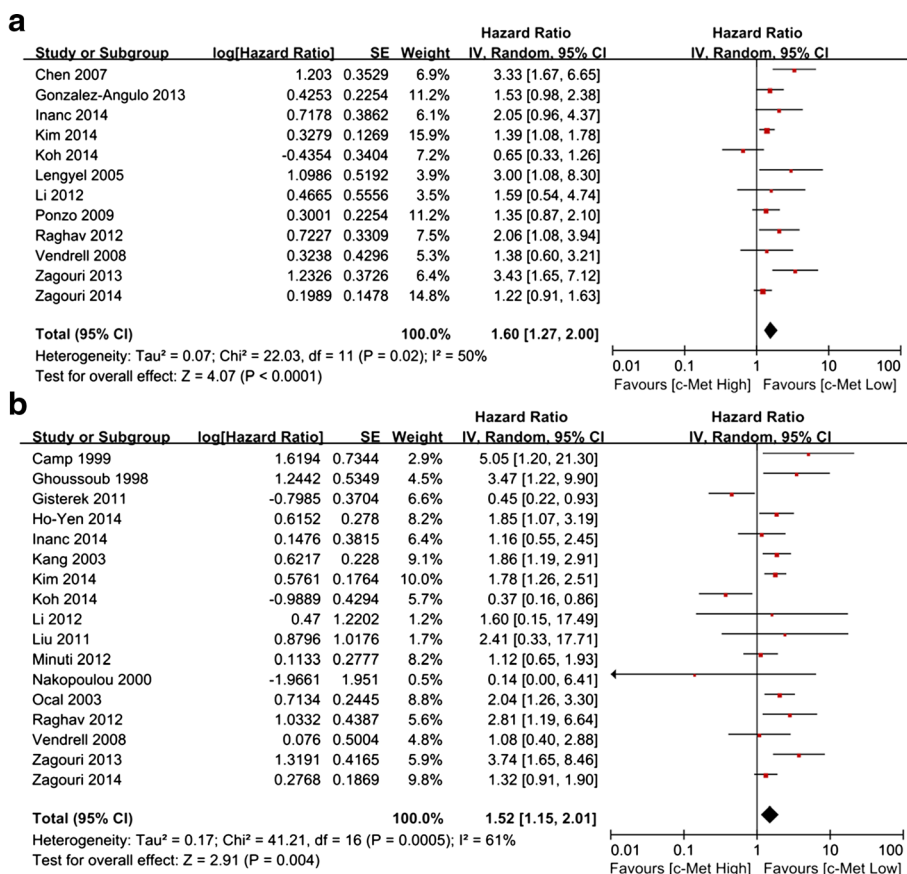 a
Hazard Ratio Hazard Ratio
Study or Subgroup log[Hazard Ratio] SE Weight IV, Random, 95% CI IV, Random, 95% CI
Chen 2007 1.203 0.3529 6.9% 3.33 [1.67, 6.65]
Gonzalez-Angulo 2013 0.4253 0.2254 11.2% 1.53 [0.98, 2.38]
Inanc 2014 0.7178 0.3862 6.1% 2.05 [0.96, 4.37]
Kim 2014 0.3279 0.1269 15.9% 1.39 [1.08, 1.78]
Koh 2014 -0.4354 0.3404 7.2% 0.65 [0.33, 1.26]
Lengyel 2005 1.0986 0.5192 3.9% 3.00 [1.08, 8.30]
Li 2012 0.4665 0.5556 3.5% 1.59 [0.54, 4.74]
Ponzo 2009 0.3001 0.2254 11.2% 1.35 [0.87, 2.10]
Raghav 2012 0.7227 0.3309 7.5% 2.06 [1.08, 3.94]
Vendrell 2008 0.3238 0.4296 5.3% 1.38 [0.60, 3.21]
Zagouri 2013 1.2326 0.3726 6.4% 3.43 [1.65, 7.12]
Zagouri 2014 0.1989 0.1478 14.8% 1.22 [0.91, 1.63]
Total (95% CI) 100.0% 1.60 [1.27, 2.00]
Heterogeneity: Tau² = 0.07; Chi² = 22.03, df = 11 (P = 0.02); I² = 50%
Test for overall effect: Z = 4.07 (P < 0.0001)
0.01 0.1 1 10 100
Favours [c-Met High] Favours [c-Met Low]
b
Hazard Ratio Hazard Ratio
Study or Subgroup log[Hazard Ratio] SE Weight IV, Random, 95% CI IV, Random, 95% CI
Camp 1999 1.6194 0.7344 2.9% 5.05 [1.20, 21.30]
Ghoussoub 1998 1.2442 0.5349 4.5% 3.47 [1.22, 9.90]
Gisterek 2011 -0.7985 0.3704 6.6% 0.45 [0.22, 0.93]
Ho-Yen 2014 0.6152 0.278 8.2% 1.85 [1.07, 3.19]
Inanc 2014 0.1476 0.3815 6.4% 1.16 [0.55, 2.45]
Kang 2003 0.6217 0.228 9.1% 1.86 [1.19, 2.91]
Kim 2014 0.5761 0.1764 10.0% 1.78 [1.26, 2.51]
Koh 2014 -0.9889 0.4294 5.7% 0.37 [0.16, 0.86]
Li 2012 0.47 1.2202 1.2% 1.60 [0.15, 17.49]
Liu 2011 0.8796 1.0176 1.7% 2.41 [0.33, 17.71]
Minuti 2012 0.1133 0.2777 8.2% 1.12 [0.65, 1.93]
Nakopoulou 2000 -1.9661 1.951 0.5% 0.14 [0.00, 6.41]
Ocal 2003 0.7134 0.2445 8.8% 2.04 [1.26, 3.30]
Raghav 2012 1.0332 0.4387 5.6% 2.81 [1.19, 6.64]
Vendrell 2008 0.076 0.5004 4.8% 1.08 [0.40, 2.88]
Zagouri 2013 1.3191 0.4165 5.9% 3.74 [1.65, 8.46]
Zagouri 2014 0.2768 0.1869 9.8% 1.32 [0.91, 1.90]
Total (95% CI) 100.0% 1.52 [1.15, 2.01]
Heterogeneity: Tau² = 0.17; Chi² = 41.21, df = 16 (P = 0.0005); I² = 61%
Test for overall effect: Z = 2.91 (P = 0.004)
0.01 0.1 1 10 100
Favours [c-Met High] Favours [c-Met Low]